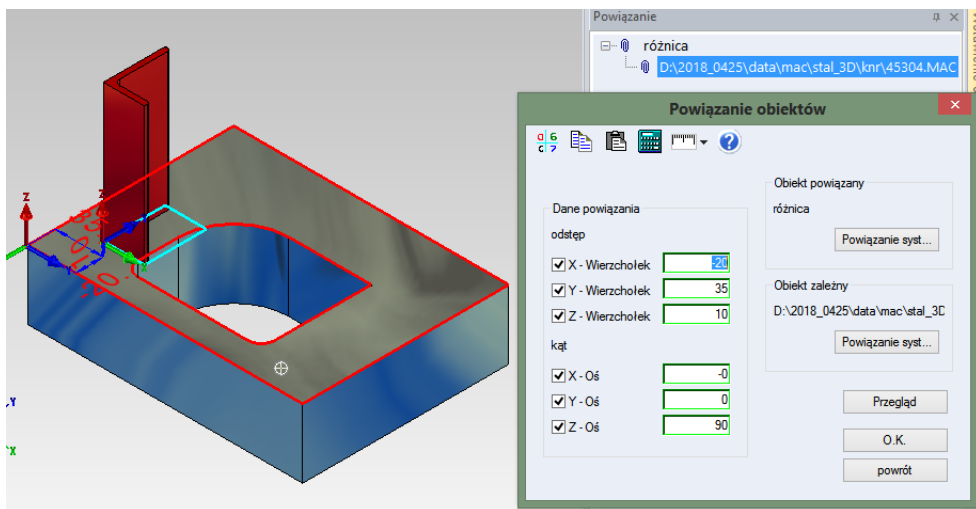 Powiązanie
różnica
D:\2018_0425\data\mac\stal_3D\knr\45304.MAC
Powiązanie obiektów
Dane powiązania
odstęp
X - Wierzchołek -20
Y - Wierzchołek 35
Z - Wierzchołek 10
kąt
X - Oś -0
Y - Oś 0
Z - Oś 90
Obiekt powiązany
różnica
Powiązanie syst...
Obiekt zależny
D:\2018_0425\data\mac\stal_3D
Powiązanie syst...
Przegląd
O.K.
powrót
Z
Z
Y
X
Y
X